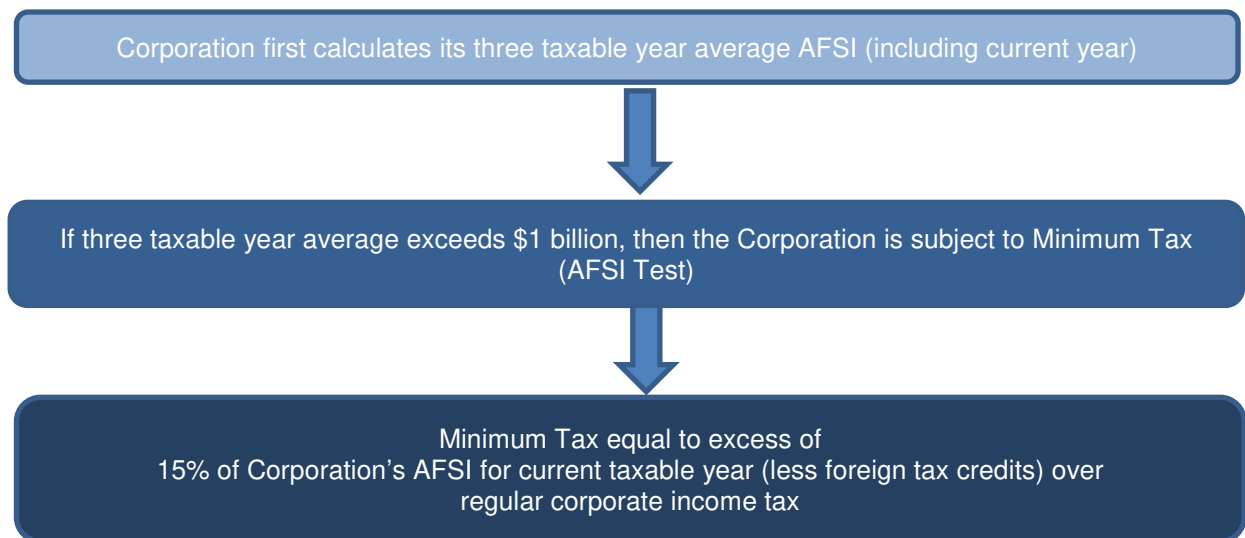 Corporation first calculates its three taxable year average AFSI (including current year)
If three taxable year average exceeds $1 billion, then the Corporation is subject to Minimum Tax
(AFSI Test)
Minimum Tax equal to excess of
15% of Corporation’s AFSI for current taxable year (less foreign tax credits) over
regular corporate income tax